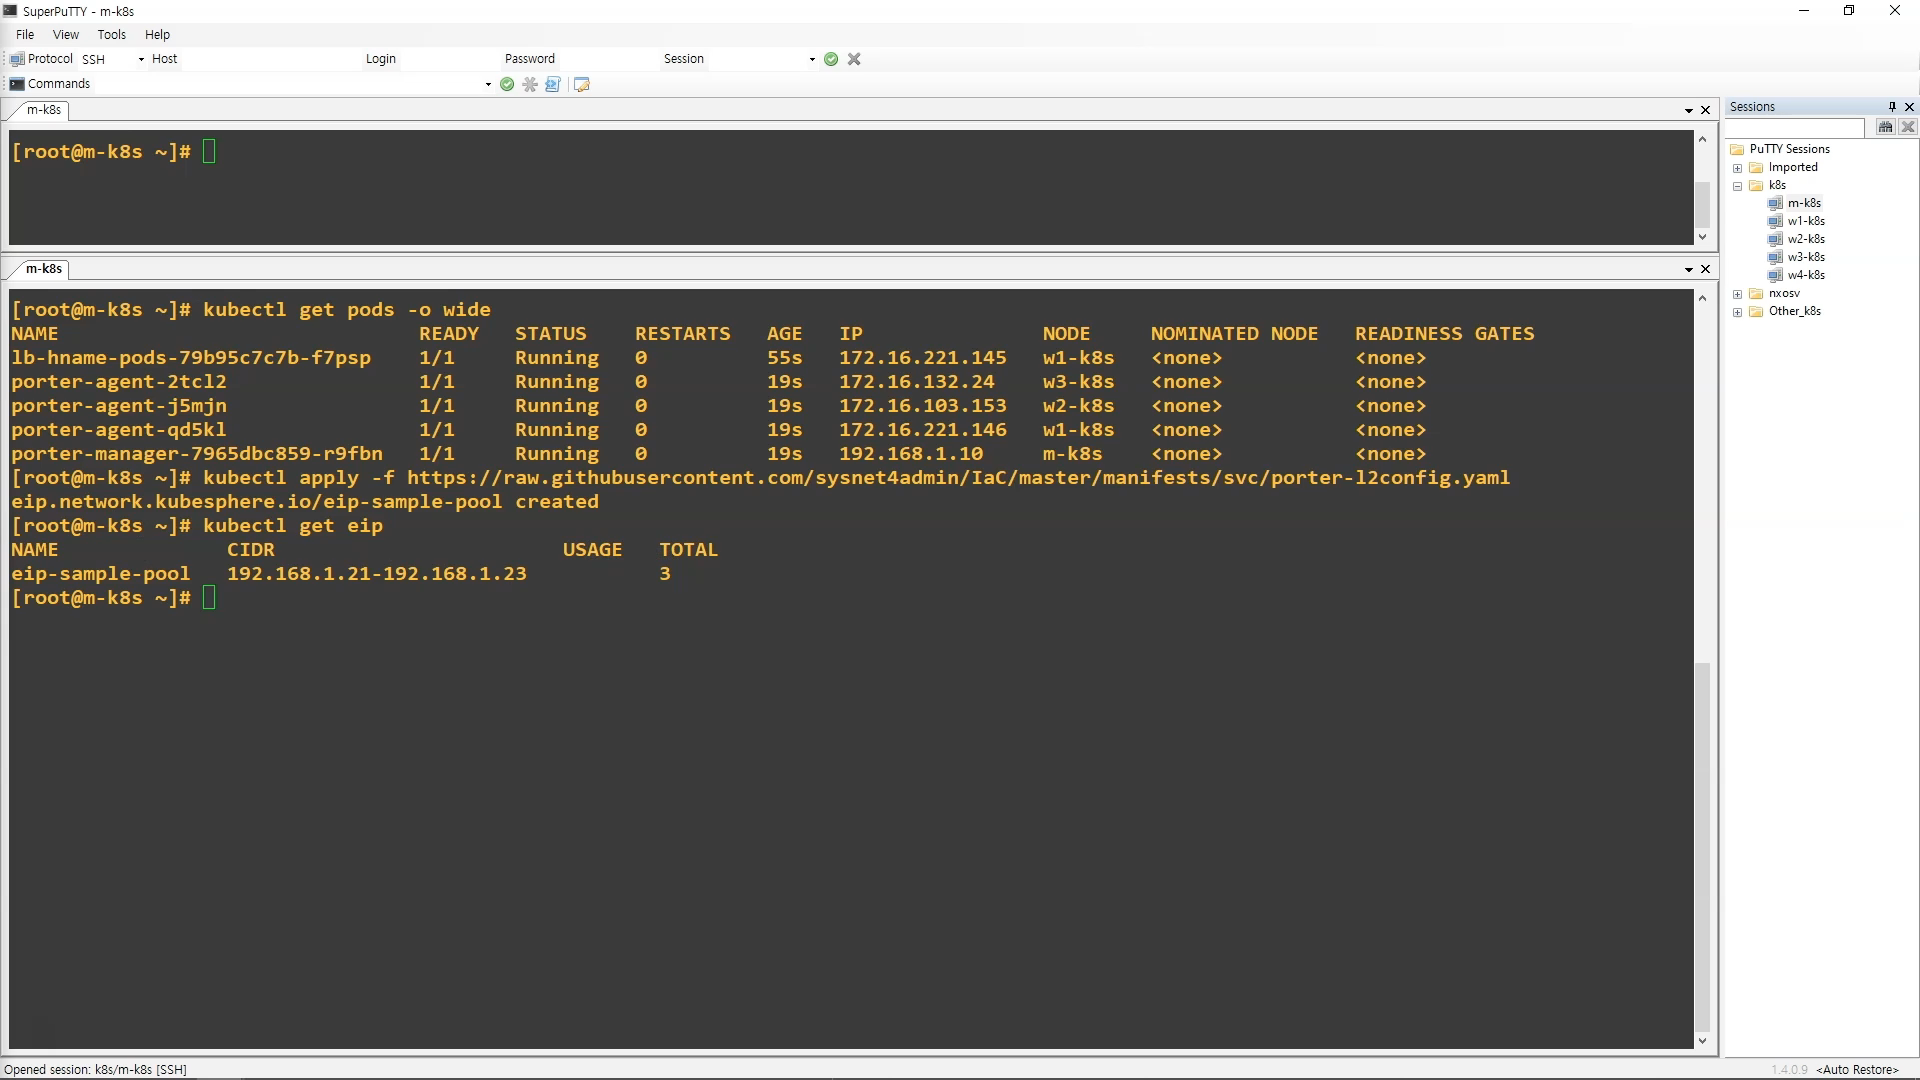 SuperPuTTY - m-k8s
File View Tools Help
Protocol SSH Host Login Password Session
Commands
m-k8s
[root@m-k8s ~]#
m-k8s
[root@m-k8s ~]# kubectl get pods -o wide
NAME READY STATUS RESTARTS AGE IP NODE NOMINATED NODE READINESS GATES
lb-hname-pods-79b95c7c7b-f7psp 1/1 Running 0 55s 172.16.221.145 w1-k8s <none> <none>
porter-agent-2tcl2 1/1 Running 0 19s 172.16.132.24 w3-k8s <none> <none>
porter-agent-j5mjn 1/1 Running 0 19s 172.16.103.153 w2-k8s <none> <none>
porter-agent-qd5kl 1/1 Running 0 19s 172.16.221.146 w1-k8s <none> <none>
porter-manager-7965dbc859-r9fbn 1/1 Running 0 19s 192.168.1.10 m-k8s <none> <none>
[root@m-k8s ~]# kubectl apply -f https://raw.githubusercontent.com/sysnet4admin/IaC/master/manifests/svc/porter-l2config.yaml
eip.network.kubesphere.io/eip-sample-pool created
[root@m-k8s ~]# kubectl get eip
NAME CIDR USAGE TOTAL
eip-sample-pool 192.168.1.21-192.168.1.23 3
[root@m-k8s ~]#
Sessions
PuTTY Sessions
Imported
k8s
m-k8s
w1-k8s
w2-k8s
w3-k8s
w4-k8s
nxosv
Other_k8s
Opened session: k8s/m-k8s [SSH]
1.4.0.9 <Auto Restore>